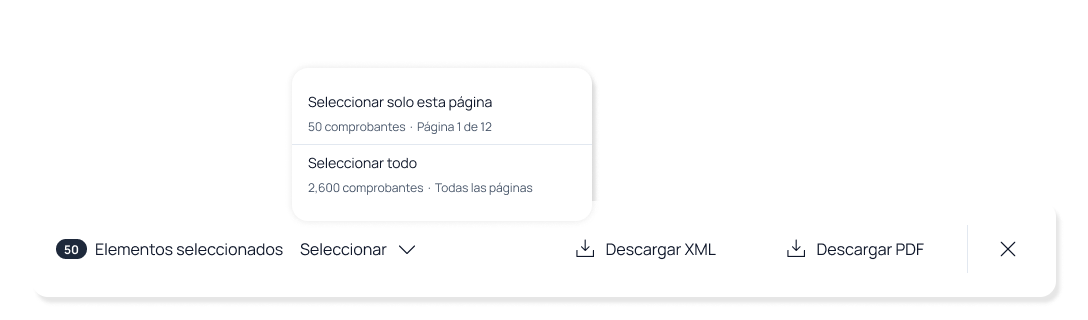 Seleccionar solo esta página
50 comprobantes · Página 1 de 12
Seleccionar todo
2,600 comprobantes · Todas las páginas
50 Elementos seleccionados Seleccionar Descargar XML Descargar PDF